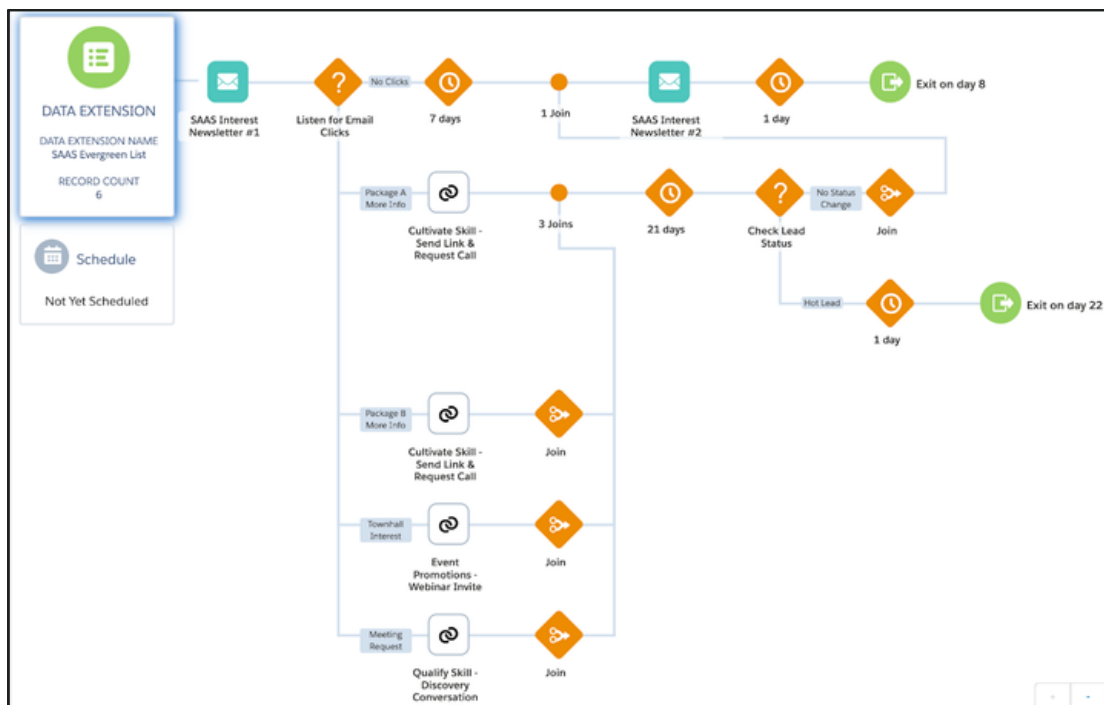 DATA EXTENSION
DATA EXTENSION NAME
SAAS Evergreen List
RECORD COUNT
6
Schedule
Not Yet Scheduled
SAAS Interest
Newsletter #1
?
Listen for Email
Clicks
No Clicks
7 days
1 Join
SAAS Interest
Newsletter #2
1 day
Exit on day 8
Package A
More Info
Cultivate Skill -
Send Link &
Request Call
3 Joins
21 days
?
Check Lead
Status
No Status
Change
Join
Hot Lead
1 day
Exit on day 22
Package B
More Info
Cultivate Skill -
Send Link &
Request Call
Join
Townhall
Interest
Event
Promotions -
Webinar Invite
Join
Meeting
Request
Qualify Skill -
Discovery
Conversation
Join
+ -